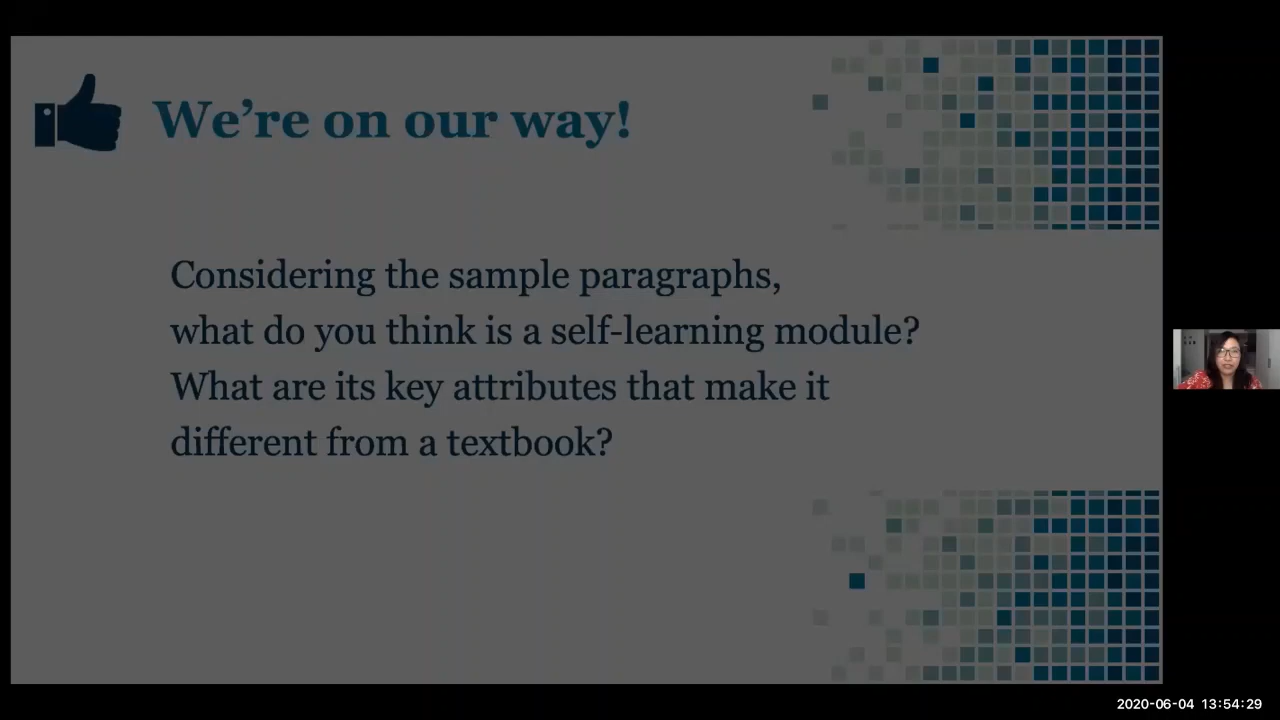 We're on our way!
Considering the sample paragraphs,
what do you think is a self-learning module?
What are its key attributes that make it
different from a textbook?
2020-06-04 13:54:29